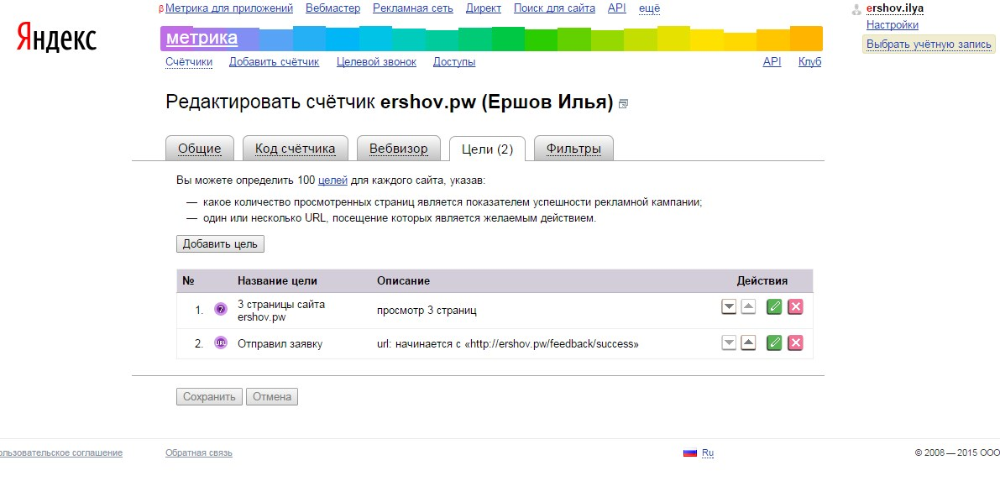 β Метрика для приложений Вебмастер Рекламная сеть Директ Поиск для сайта API ещё
ershov.ilya
Настройки
Выбрать учётную запись
Яндекс
метрика
Счётчики Добавить счётчик Целевой звонок Доступы API Клуб
Редактировать счётчик ershov.pw (Ершов Илья)
Общие Код счётчика Вебвизор Цели (2) Фильтры
Вы можете определить 100 целей для каждого сайта, указав:
— какое количество просмотренных страниц является показателем успешности рекламной кампании;
— один или несколько URL, посещение которых является желаемым действием.
Добавить цель
№ Название цели Описание Действия
1. 7 3 страницы сайта
ershov.pw
просмотр 3 страниц
2. URL Отправил заявку url: начинается с «http://ershov.pw/feedback/success»
Сохранить Отмена
ользовательское соглашение Обратная связь Ru © 2008 — 2015 ООО